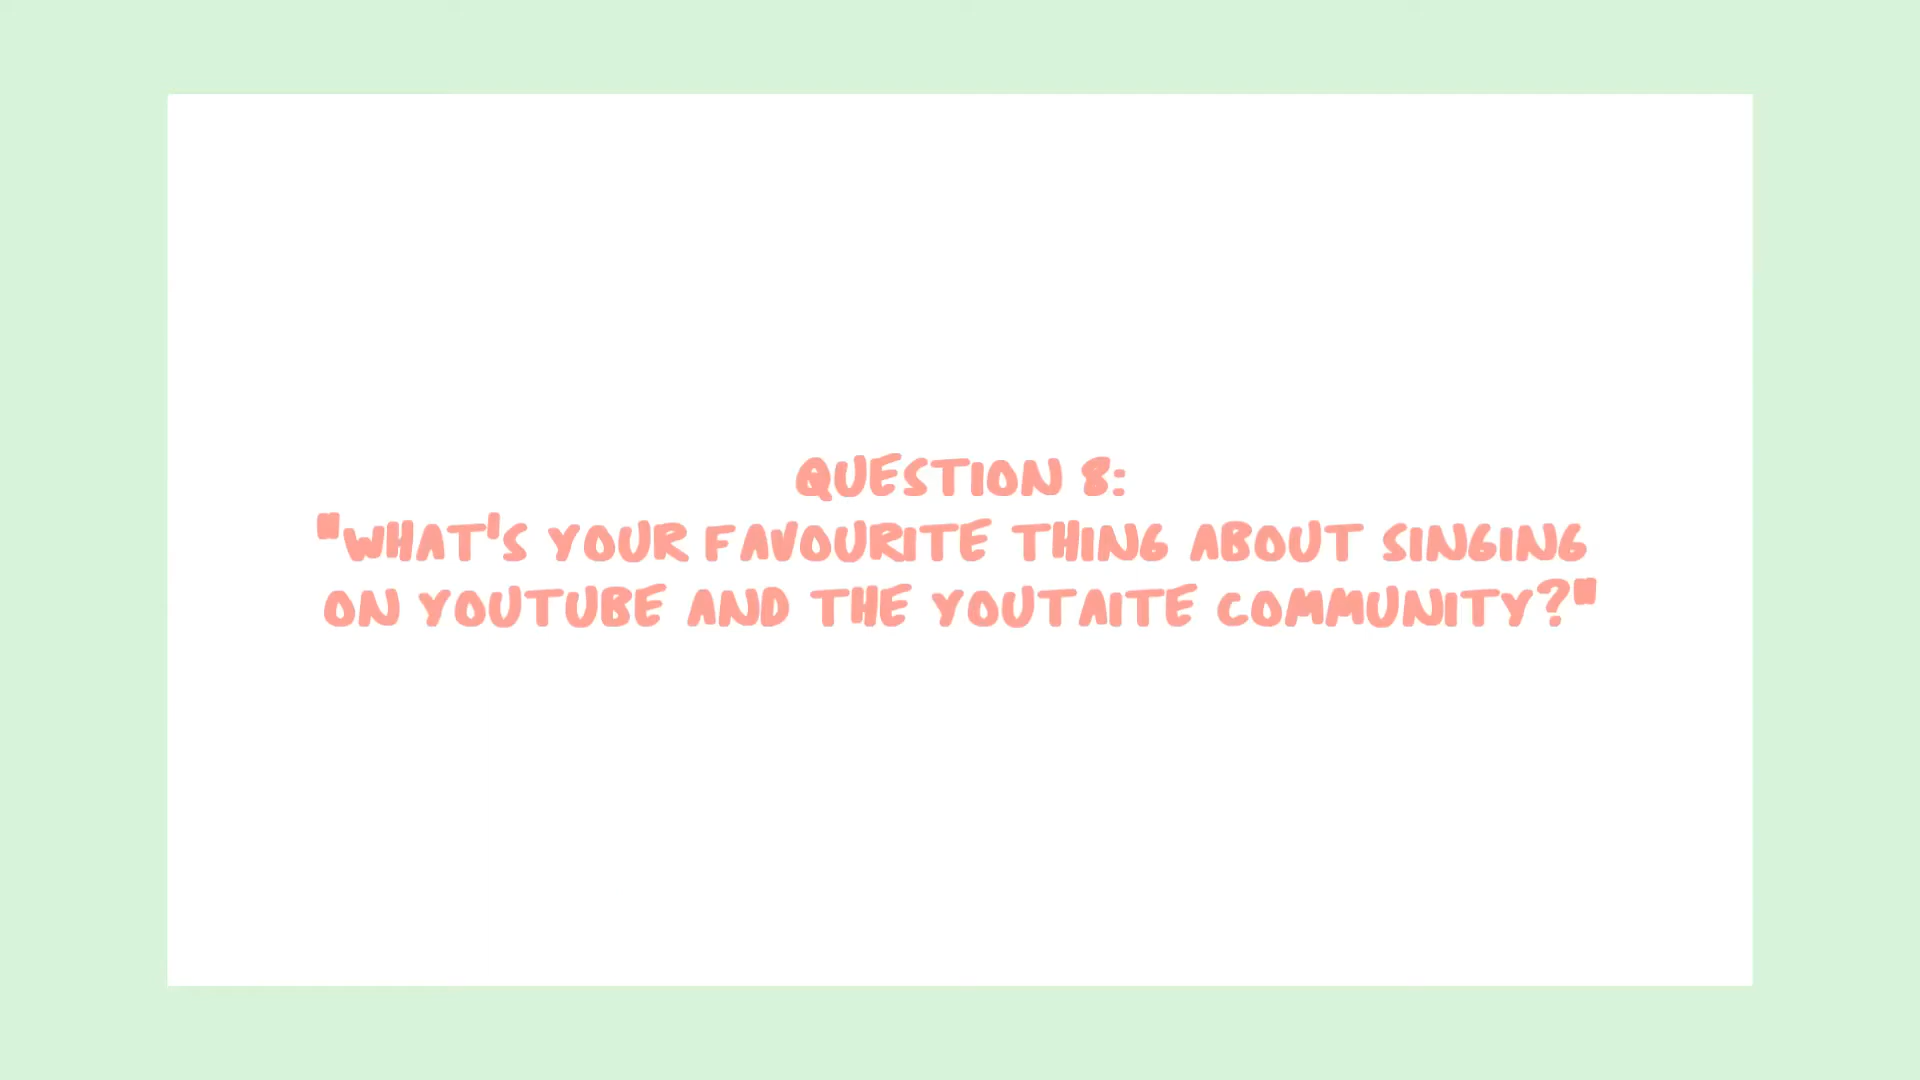 QUESTION 8:
"WHAT'S YOUR FAVOURITE THING ABOUT SINGING
ON YOUTUBE AND THE YOUTAITE COMMUNITY?"